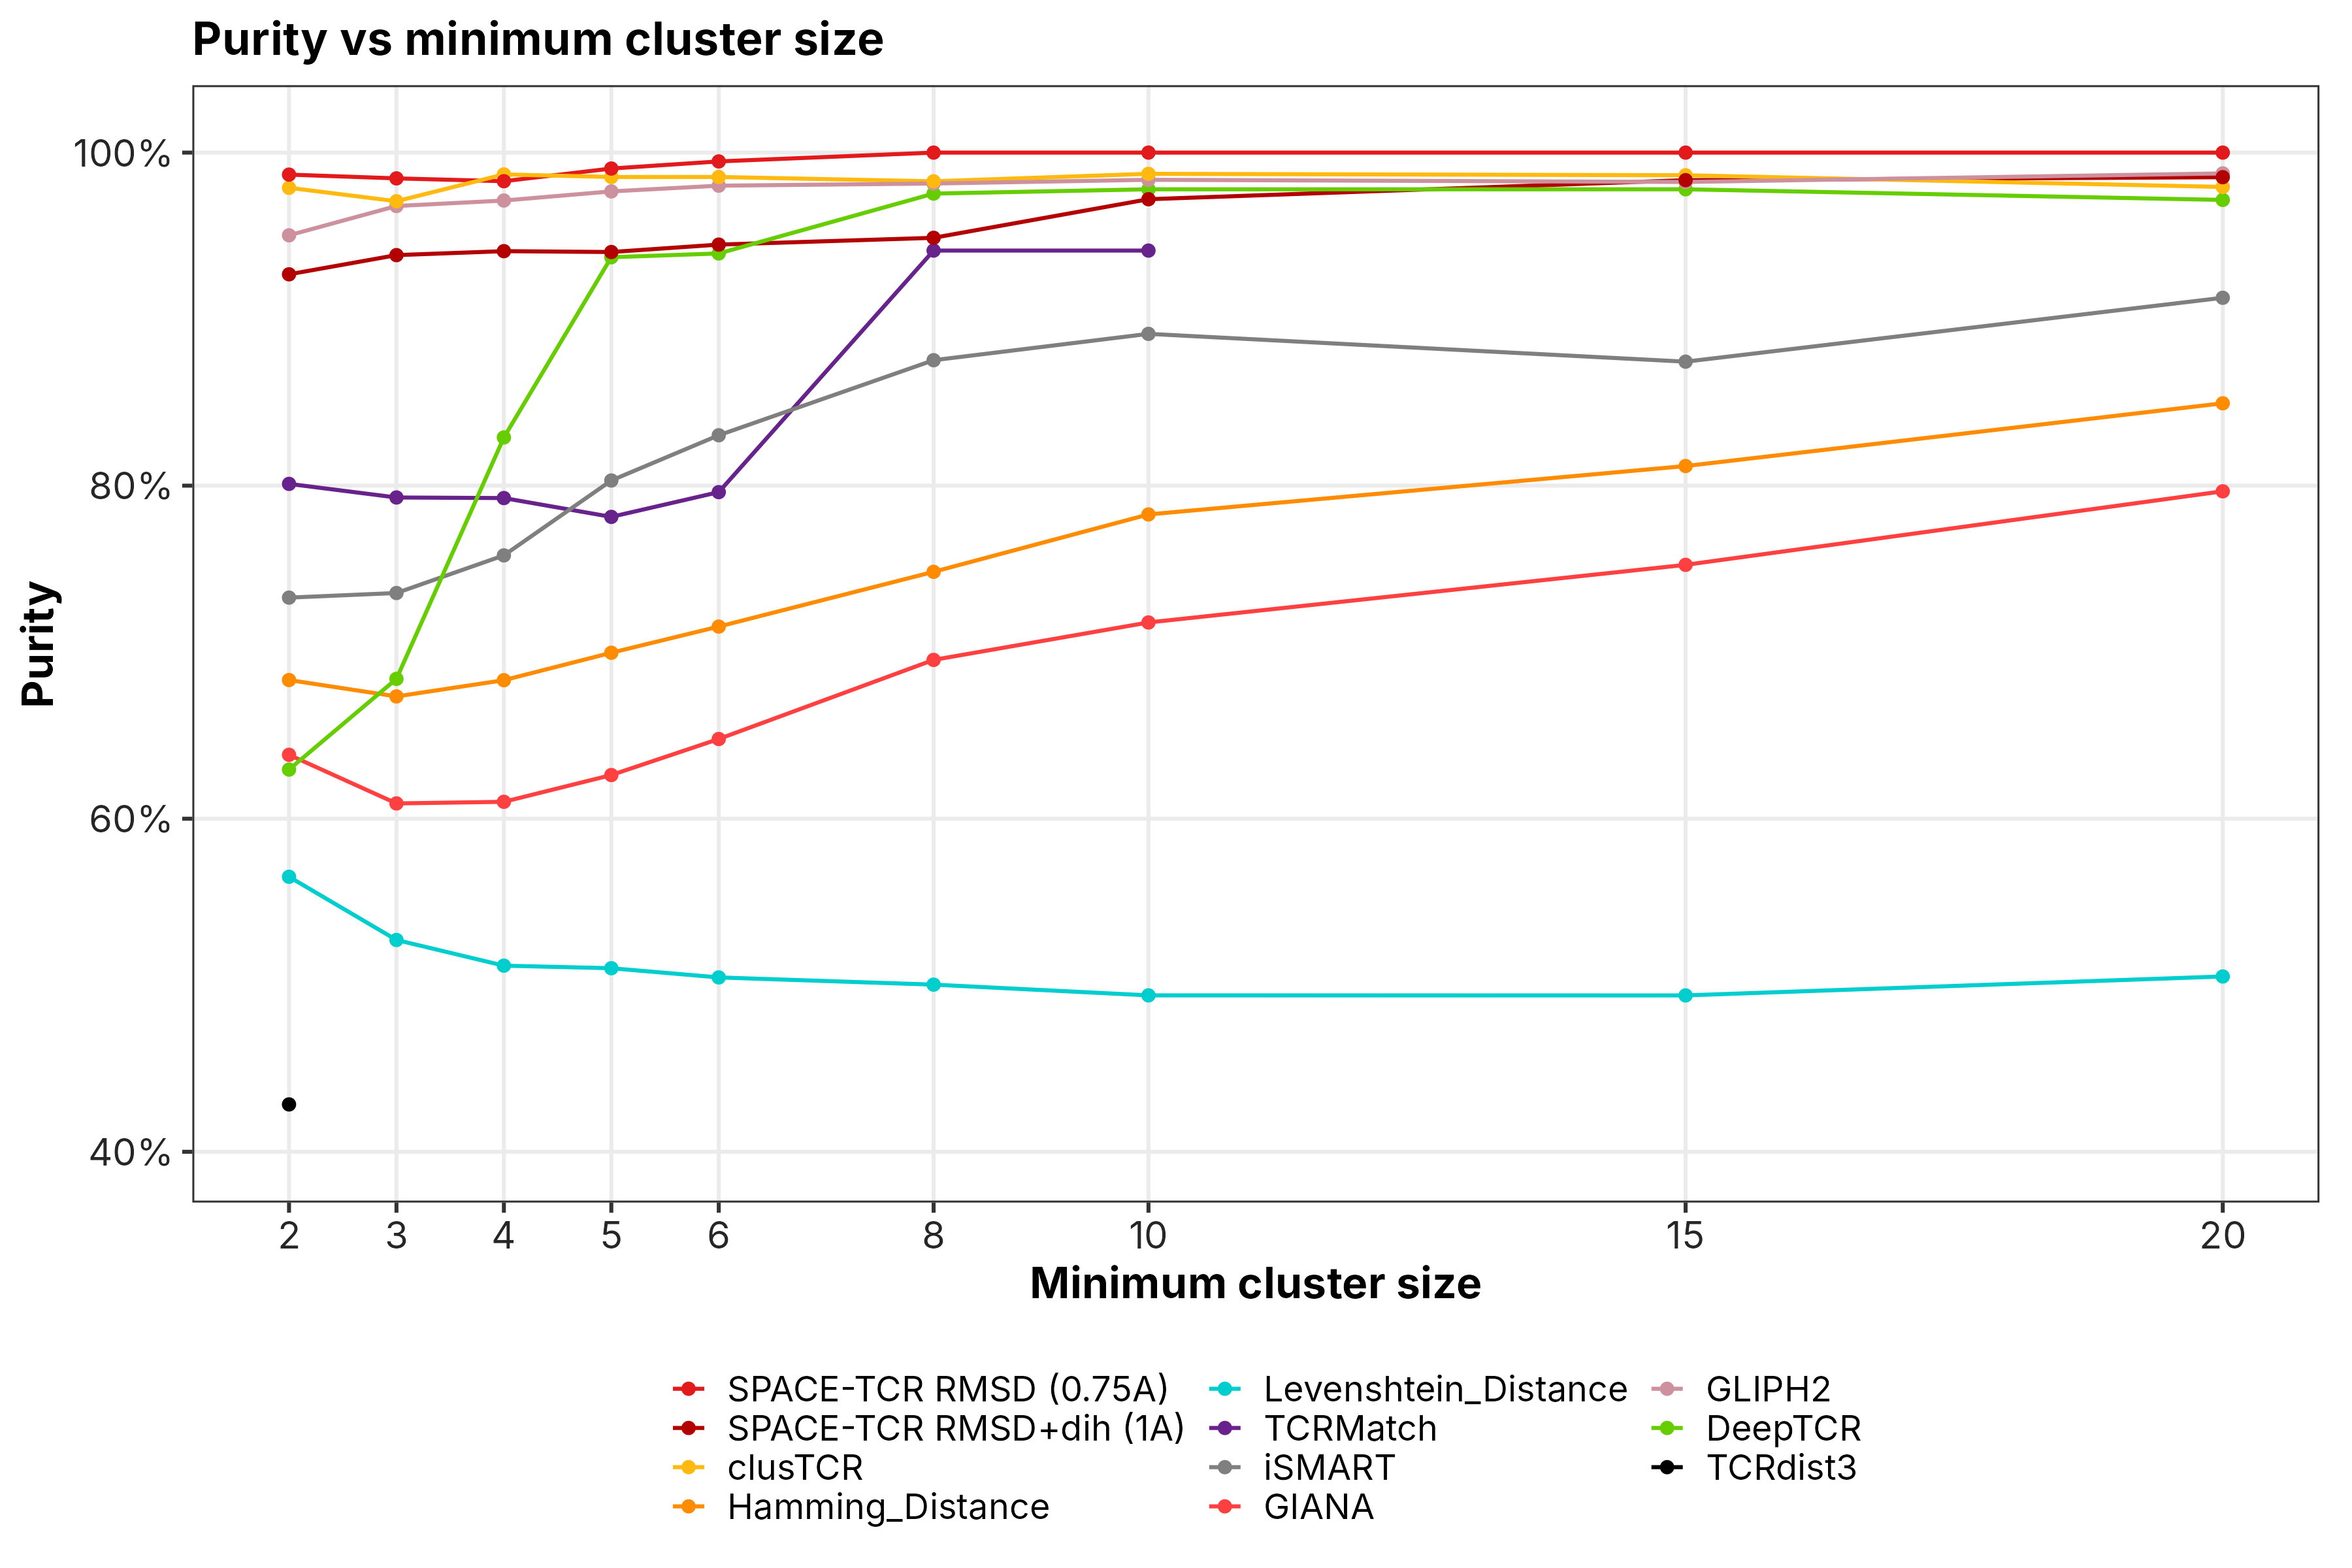 Purity vs minimum cluster size
100%
80%
60%
40%
Purity
2 3 4 5 6 8 10 15 20
Minimum cluster size
SPACE-TCR RMSD (0.75A) Levenshtein_Distance GLIPH2
SPACE-TCR RMSD+dih (1A) TCRMatch DeepTCR
clusTCR iSMART TCRdist3
Hamming_Distance GIANA